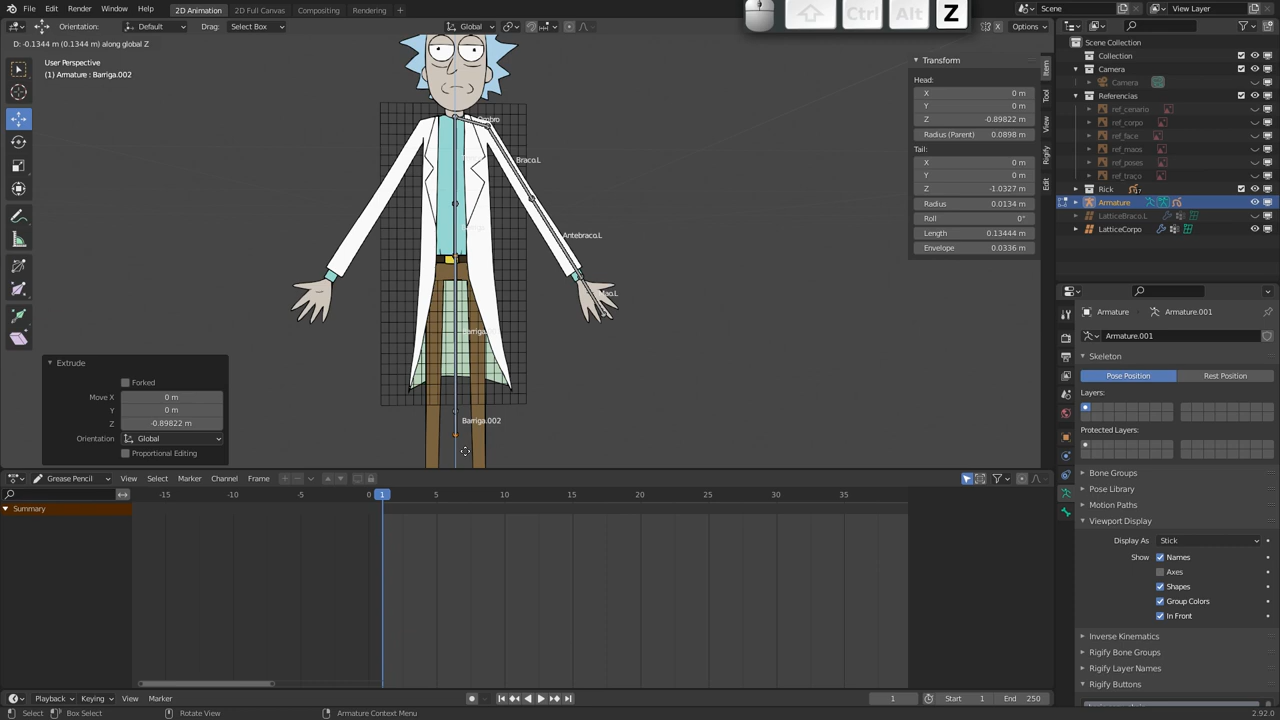 File Edit Render Window Help 2D Animation 2D Full Canvas Compositing Rendering +
Ctrl Alt Z
Scene
View Layer
Orientation: Default Drag: Select Box
Global
Options
D: -0.1344 m (0.1344 m) along global Z
User Perspective
(1) Armature : Barriga.002
Transform
Head:
X 0 m
Y 0 m
Z -0.89822 m
Radius (Parent) 0.0898 m
Tail:
X 0 m
Y 0 m
Z -1.0327 m
Radius 0.0134 m
Roll 0°
Length 0.13444 m
Envelope 0.0336 m
Item
Tool
View
Rigify
Edit
Scene Collection
Collection
Camera
Camera
Referencias
ref_cenario
ref_corpo
ref_face
ref_maos
ref_poses
ref_traço
Rick
Armature
LatticeBraco.L
LatticeCorpo
Braco.L
Antebraco.L
Barriga.002
Extrude
Forked
Move X 0 m
Y 0 m
Z -0.89822 m
Orientation Global
Proportional Editing
Armature Armature.001
Armature.001
Skeleton
Pose Position Rest Position
Layers:
Protected Layers:
Bone Groups
Pose Library
Motion Paths
Viewport Display
Display As Stick
Show Names
Axes
Shapes
Group Colors
In Front
Inverse Kinematics
Rigify Bone Groups
Rigify Layer Names
Rigify Buttons
Grease Pencil View Select Marker Channel Frame
-15 -10 -5 0 1 5 10 15 20 25 30 35
Summary
Playback Keying View Marker
1 Start 1 End 250
Select Box Select Rotate View Armature Context Menu 2.92.0